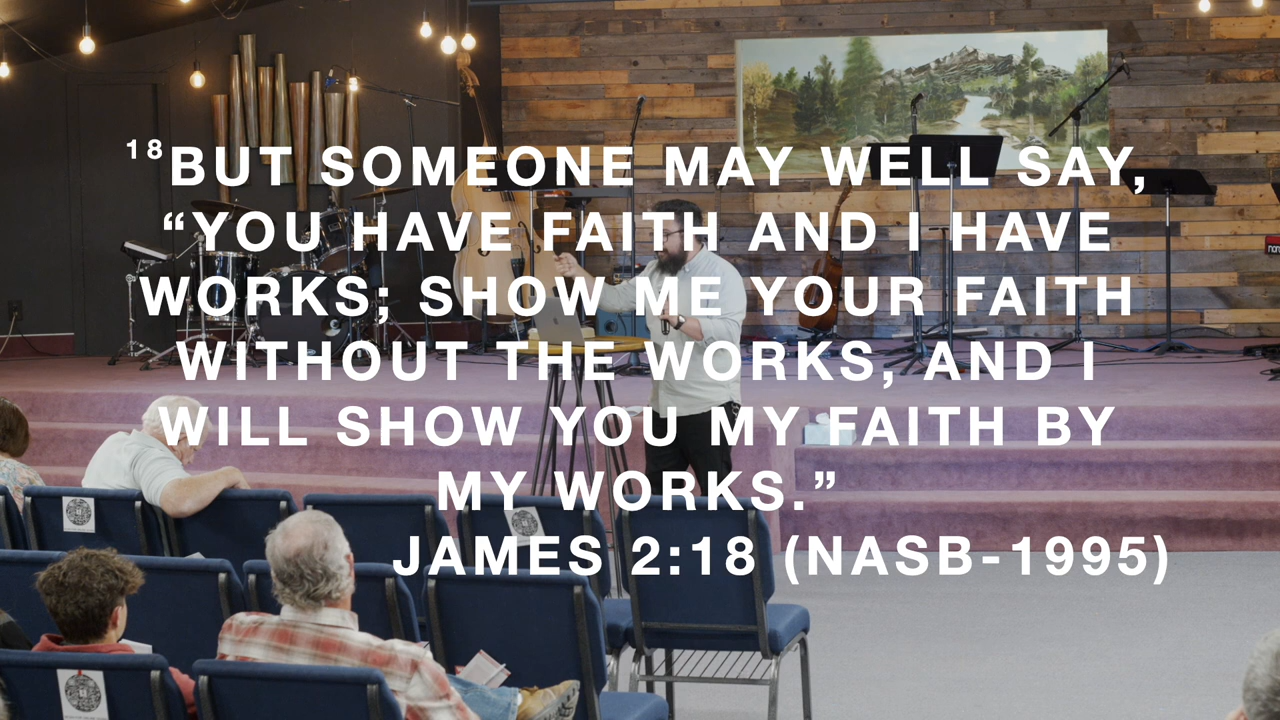 18BUT SOMEONE MAY WELL SAY,
“YOU HAVE FAITH AND I HAVE
WORKS; SHOW ME YOUR FAITH
WITHOUT THE WORKS, AND I
WILL SHOW YOU MY FAITH BY
MY WORKS.”
JAMES 2:18 (NASB-1995)